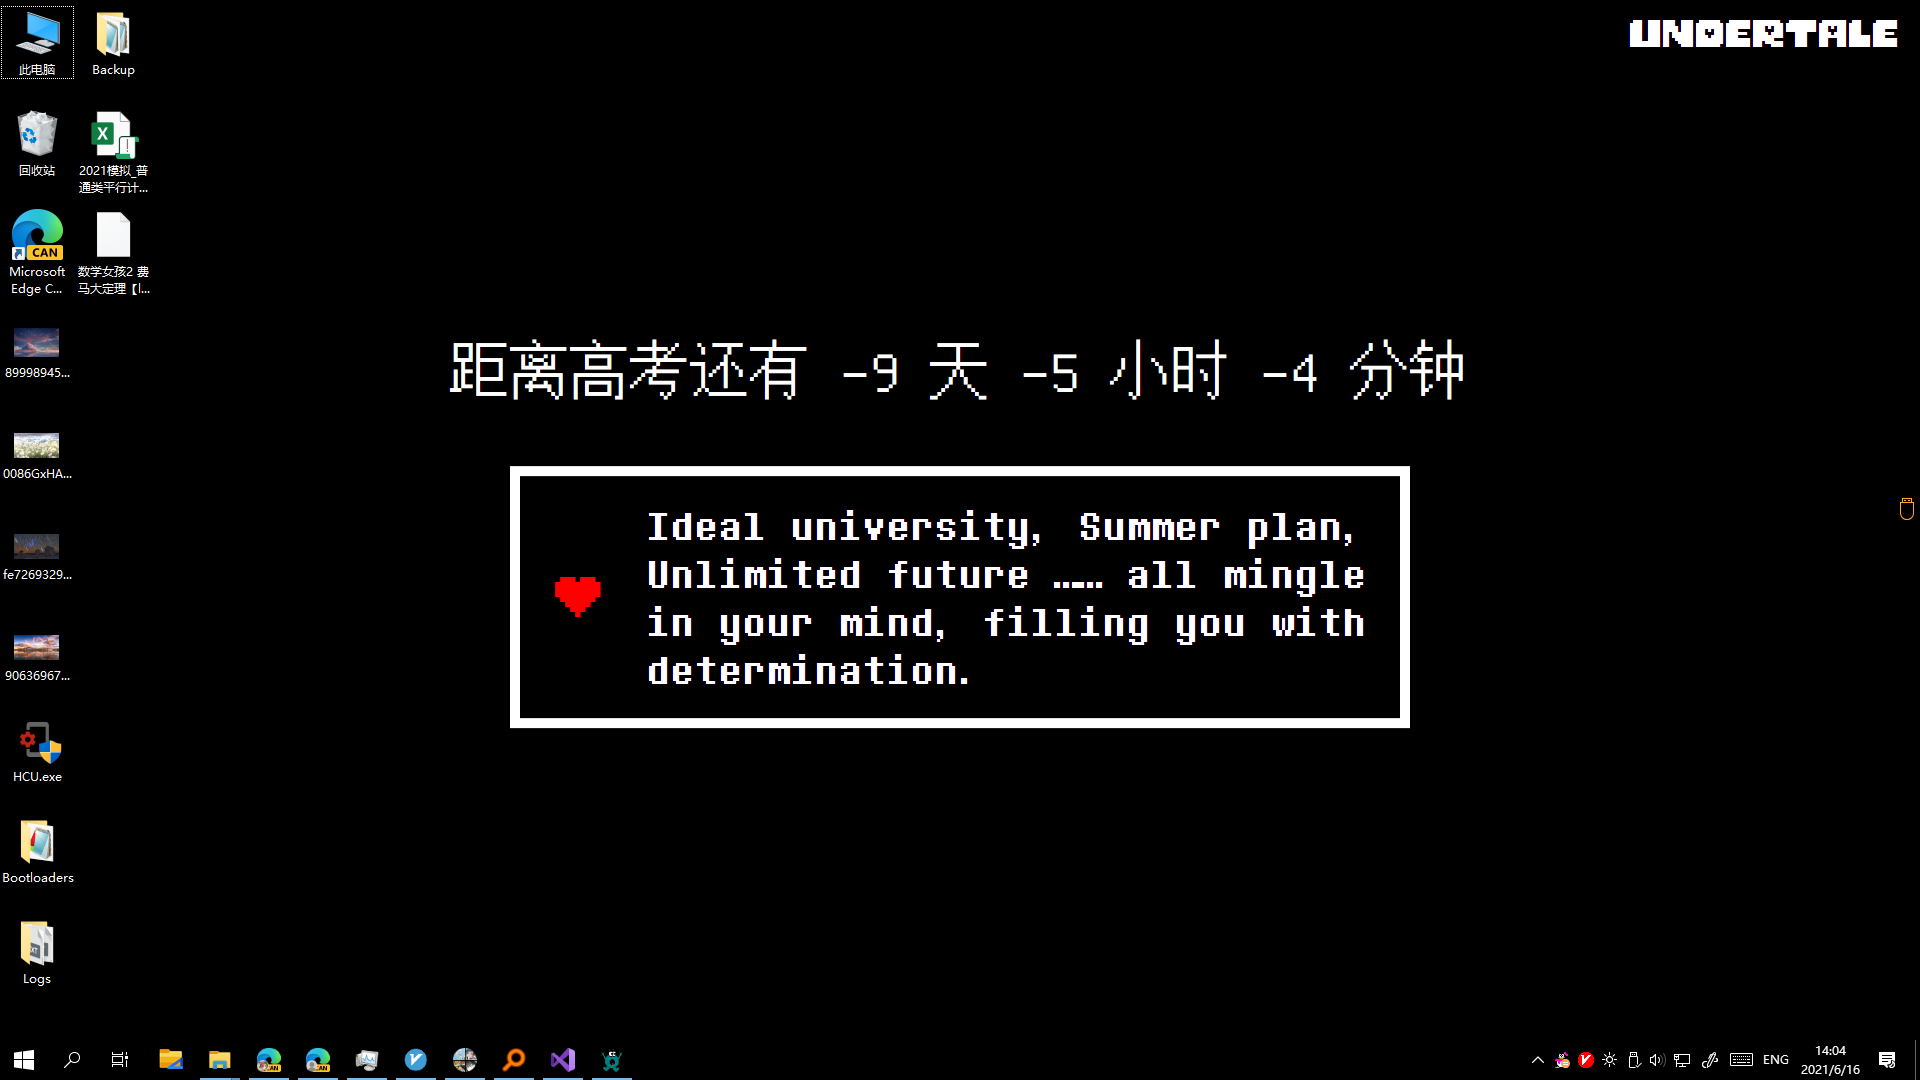 UNDERTALE
此电脑
Backup
回收站
2021模拟_普
通类平行计...
CAN
Microsoft
Edge C...
数学女孩2 费
马大定理【l...
89998945...
0086GxHA...
fe7269329...
90636967...
HCU.exe
Bootloaders
Logs
距离高考还有 -9 天 -5 小时 -4 分钟
Ideal university, Summer plan,
Unlimited future …… all mingle
in your mind, filling you with
determination.
ENG
14:04
2021/6/16